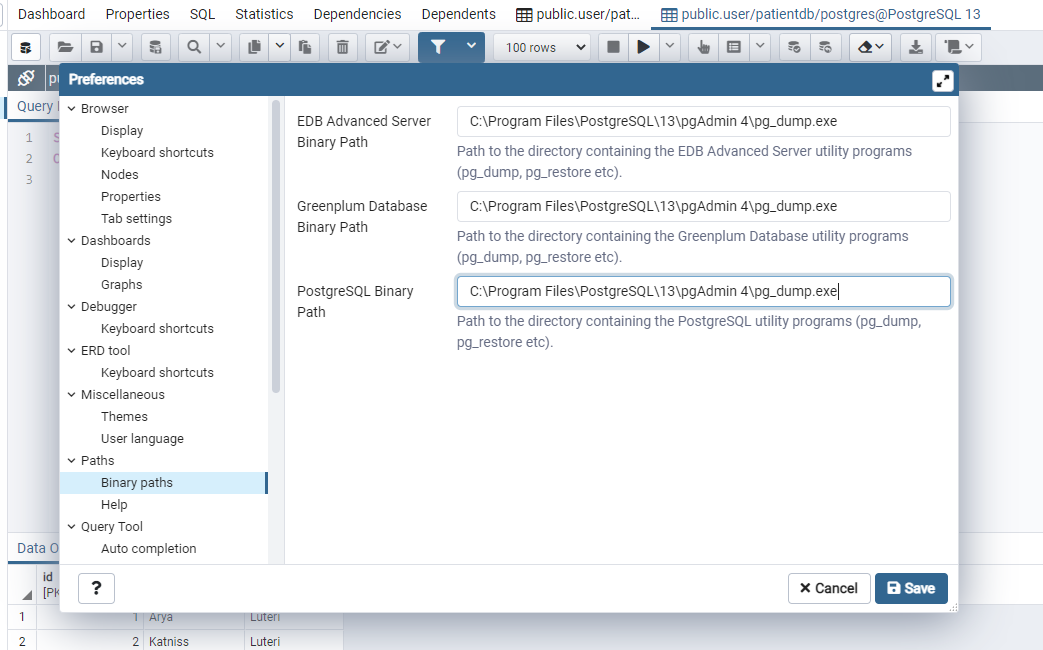 Dashboard Properties SQL Statistics Dependencies Dependents public.user/pat... public.user/patientdb/postgres@PostgreSQL 13
100 rows
Preferences
Query
1
2
3
Browser
Display
Keyboard shortcuts
Nodes
Properties
Tab settings
Dashboards
Display
Graphs
Debugger
Keyboard shortcuts
ERD tool
Keyboard shortcuts
Miscellaneous
Themes
User language
Paths
Binary paths
Help
Query Tool
Auto completion
EDB Advanced Server
Binary Path
C:\Program Files\PostgreSQL\13\pgAdmin 4\pg_dump.exe
Path to the directory containing the EDB Advanced Server utility programs
(pg_dump, pg_restore etc).
Greenplum Database
Binary Path
C:\Program Files\PostgreSQL\13\pgAdmin 4\pg_dump.exe
Path to the directory containing the Greenplum Database utility programs
(pg_dump, pg_restore etc).
PostgreSQL Binary
Path
C:\Program Files\PostgreSQL\13\pgAdmin 4\pg_dump.exe
Path to the directory containing the PostgreSQL utility programs (pg_dump,
pg_restore etc).
? Cancel Save
Data O
id
[PK
1 1 Arya Luteri
2 2 Katniss Luteri